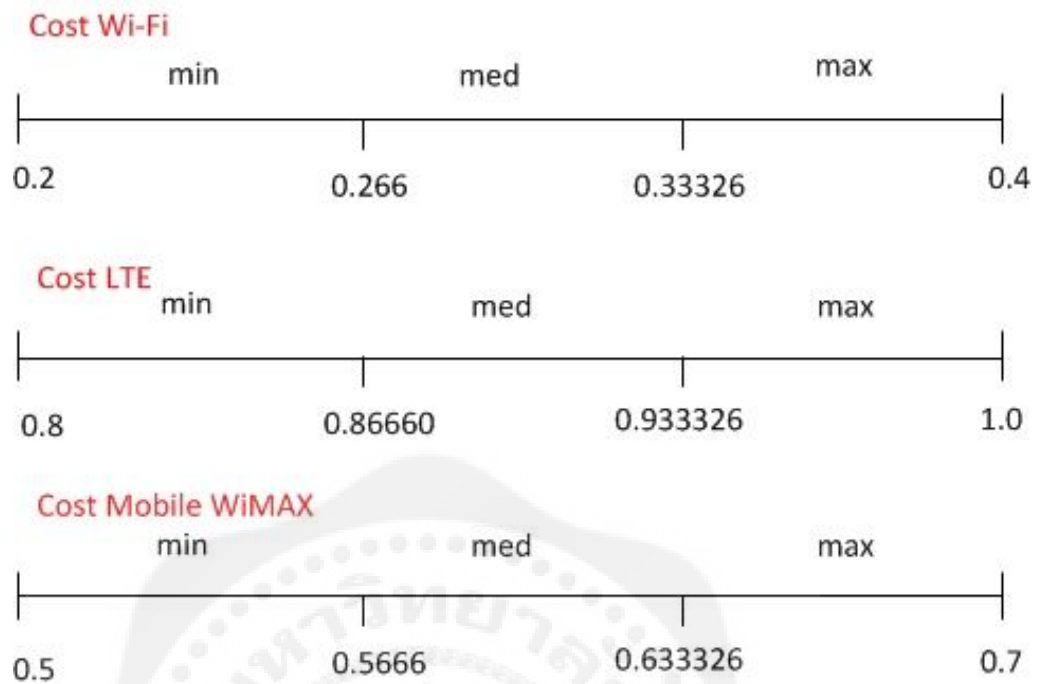 Cost Wi-Fi
min med max
0.2 0.266 0.33326 0.4
Cost LTE
min med max
0.8 0.86660 0.933326 1.0
Cost Mobile WiMAX
min med max
0.5 0.5666 0.633326 0.7